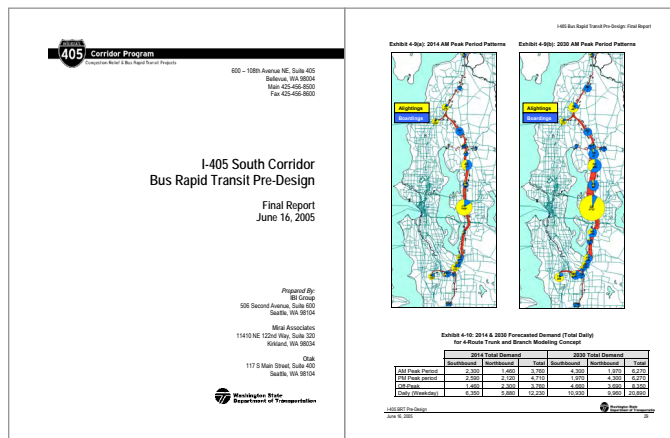 INTERSTATE
405
Corridor Program
Congestion Relief & Bus Rapid Transit Projects
600 – 108th Avenue NE, Suite 405
Bellevue, WA 98004
Main 425-456-8500
Fax 425-456-8600
I-405 South Corridor
Bus Rapid Transit Pre-Design
Final Report
June 16, 2005
Prepared By:
IBI Group
506 Second Avenue, Suite 600
Seattle, WA 98104
Mirai Associates
11410 NE 122nd Way, Suite 320
Kirkland, WA 98034
Otak
117 S Main Street, Suite 400
Seattle, WA 98104
Washington State
Department of Transportation
I-405 Bus Rapid Transit Pre-Design: Final Report
Exhibit 4-9(a): 2014 AM Peak Period Patterns
Alightings
Boardings
Exhibit 4-9(b): 2030 AM Peak Period Patterns
Alightings
Boardings
Exhibit 4-10: 2014 & 2030 Forecasted Demand (Total Daily)
for 4-Route Trunk and Branch Modeling Concept
2014 Total Demand 2030 Total Demand
Southbound Northbound Total Southbound Northbound Total
AM Peak Period 2,300 1,460 3,760 4,300 1,970 6,270
PM Peak period 2,590 2,120 4,710 1,970 4,300 6,270
Off-Peak 1,460 2,300 3,760 4,660 3,690 8,350
Daily (Weekday) 6,350 5,880 12,230 10,930 9,960 20,890
I-405 BRT Pre-Design
June 16, 2005
Washington State
Department of Transportation
29